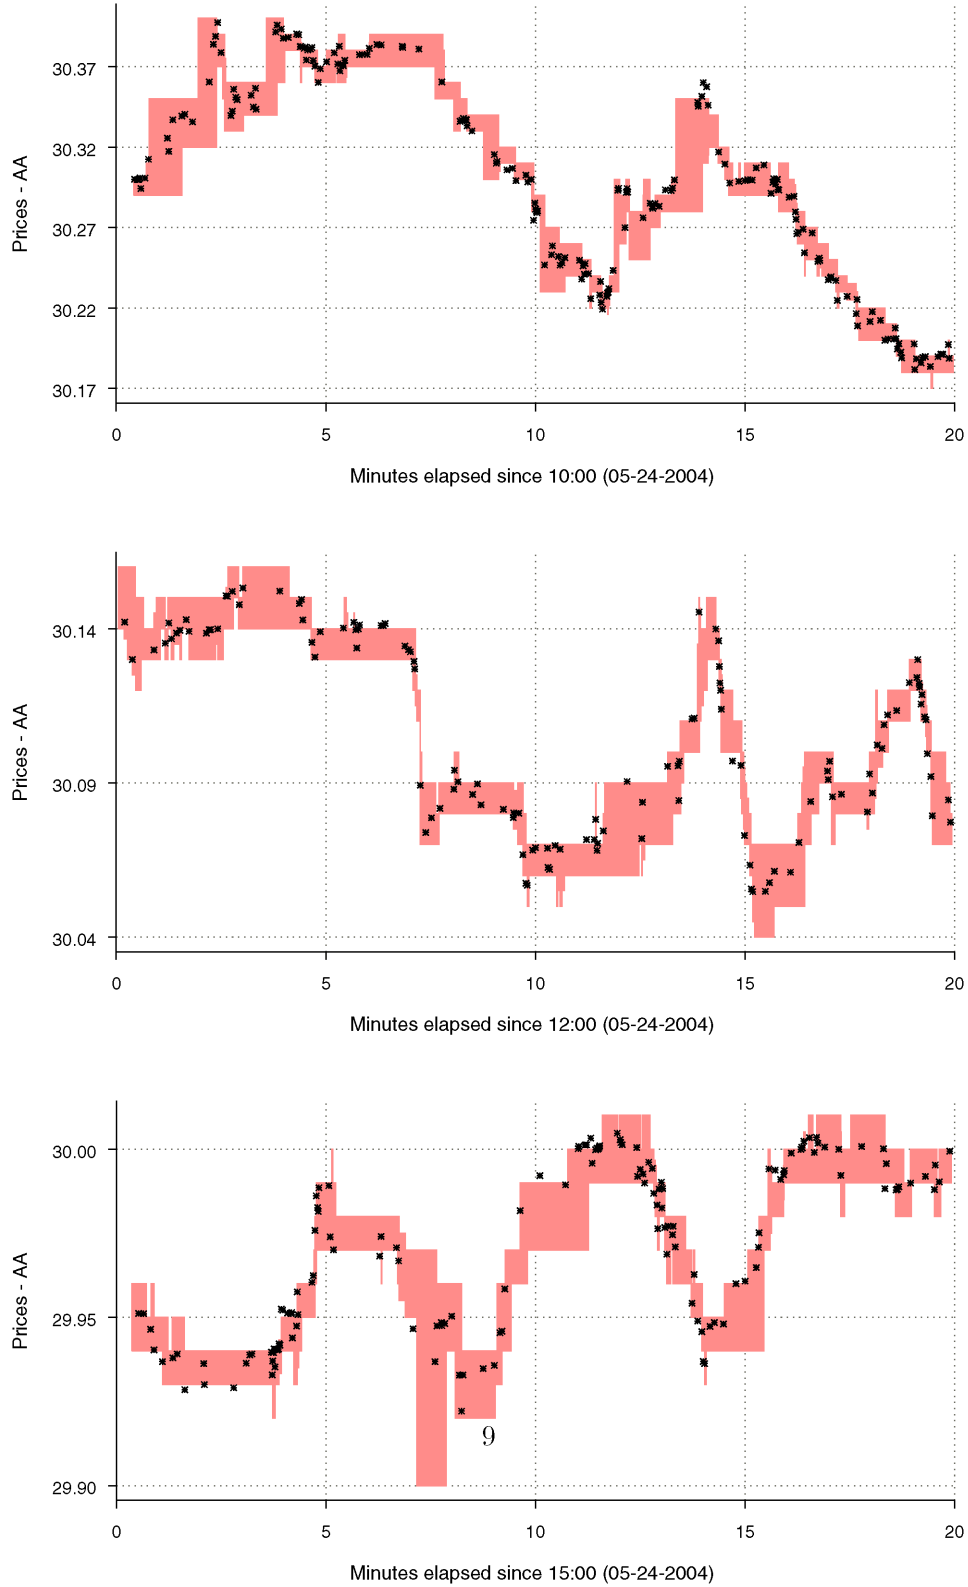 Prices - AA
30.37
30.32
30.27
30.22
30.17
0 5 10 15 20
Minutes elapsed since 10:00 (05-24-2004)
Prices - AA
30.14
30.09
30.04
0 5 10 15 20
Minutes elapsed since 12:00 (05-24-2004)
Prices - AA
30.00
29.95
29.90
9
0 5 10 15 20
Minutes elapsed since 15:00 (05-24-2004)